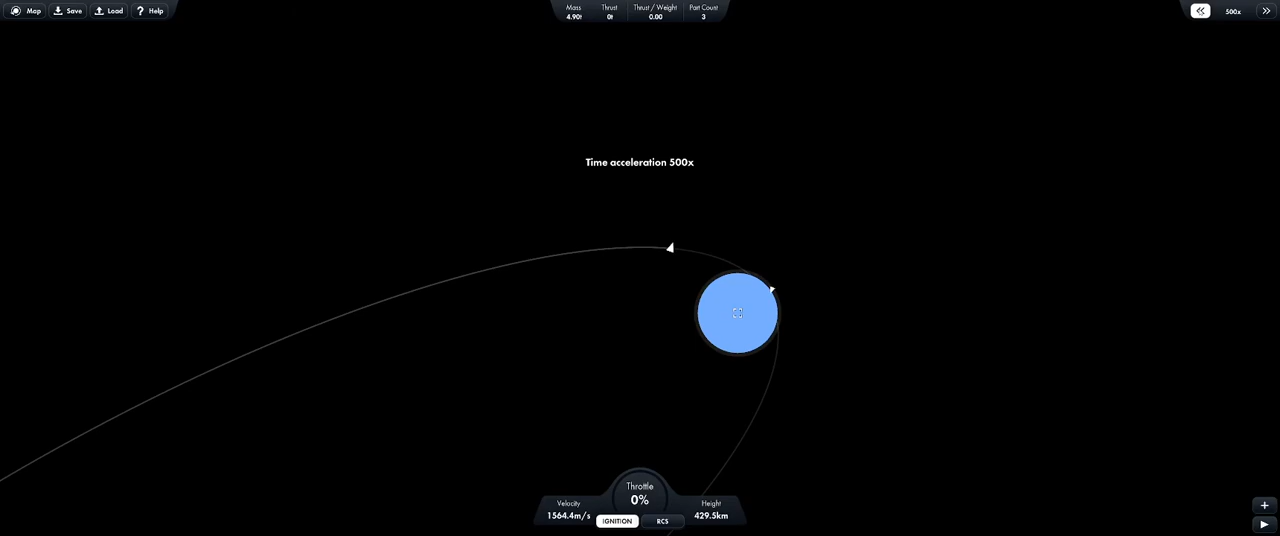 Map Save Load Help
Mass Thrust Thrust / Weight Part Count
4.90t 0t 0.00 3
500x
Time acceleration 500x
Throttle
0%
Velocity Height
1564.4m/s 429.5km
IGNITION RCS